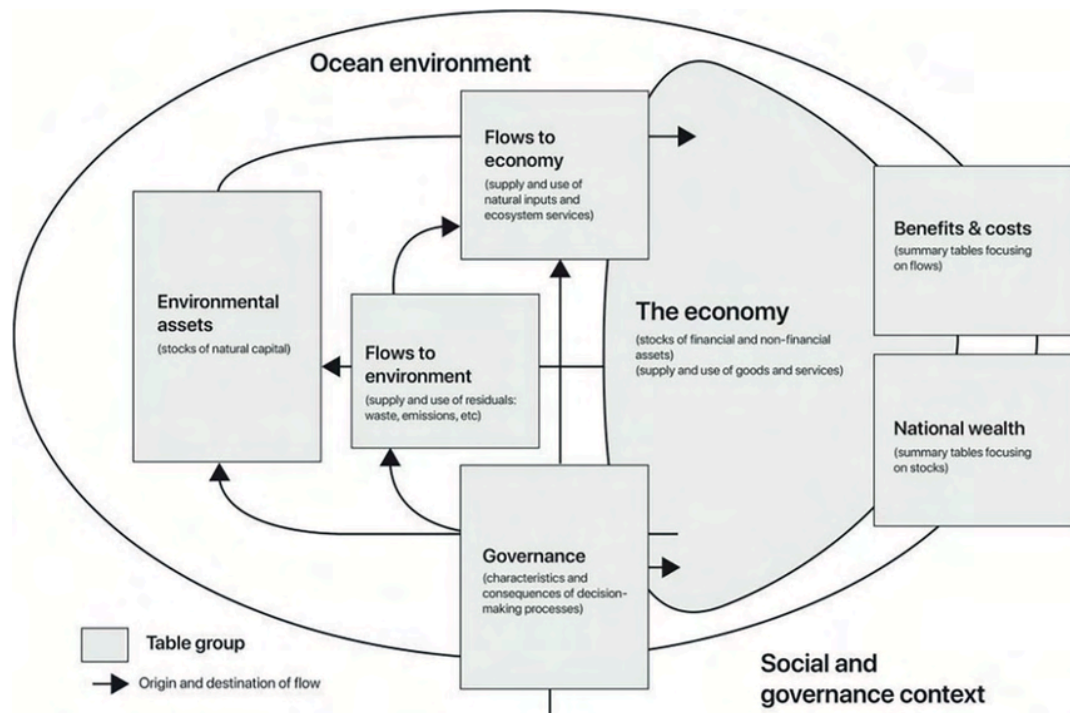 Ocean environment
Flows to
economy
(supply and use of
natural inputs and
ecosystem services)
Environmental
assets
(stocks of natural capital)
Flows to
environment
(supply and use of residuals:
waste, emissions, etc)
The economy
(stocks of financial and non-financial
assets)
(supply and use of goods and services)
Benefits & costs
(summary tables focusing
on flows)
National wealth
(summary tables focusing
on stocks)
Governance
(characteristics and
consequences of decision-
making processes)
Table group
Origin and destination of flow
Social and
governance context